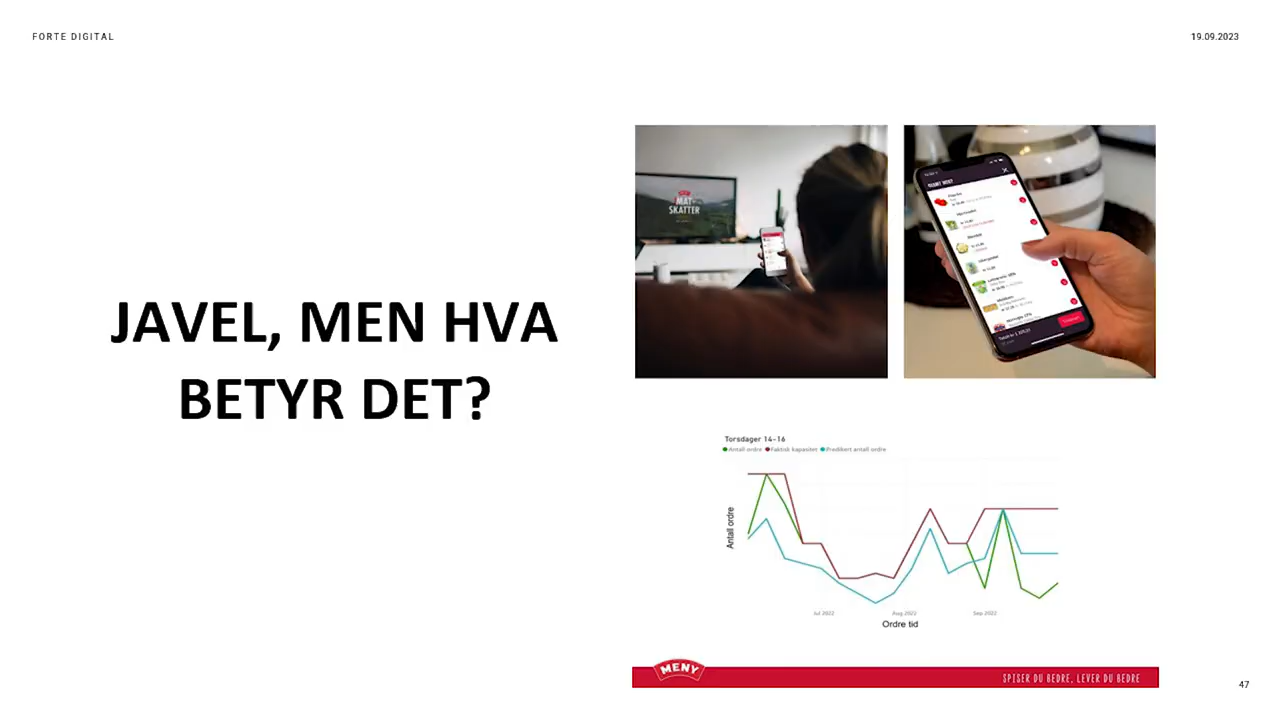 FORTE DIGITAL
19.09.2023
JAVEL, MEN HVA
BETYR DET?
MENY
MAT
SKATTER
Torsdager 14-16
Antall ordre
Faktisk kapasitet
Predikert antall ordre
Antall ordre
Jul 2022
Aug 2022
Sep 2022
Ordre tid
MENY
SPISER DU BEDRE, LEVER DU BEDRE
47